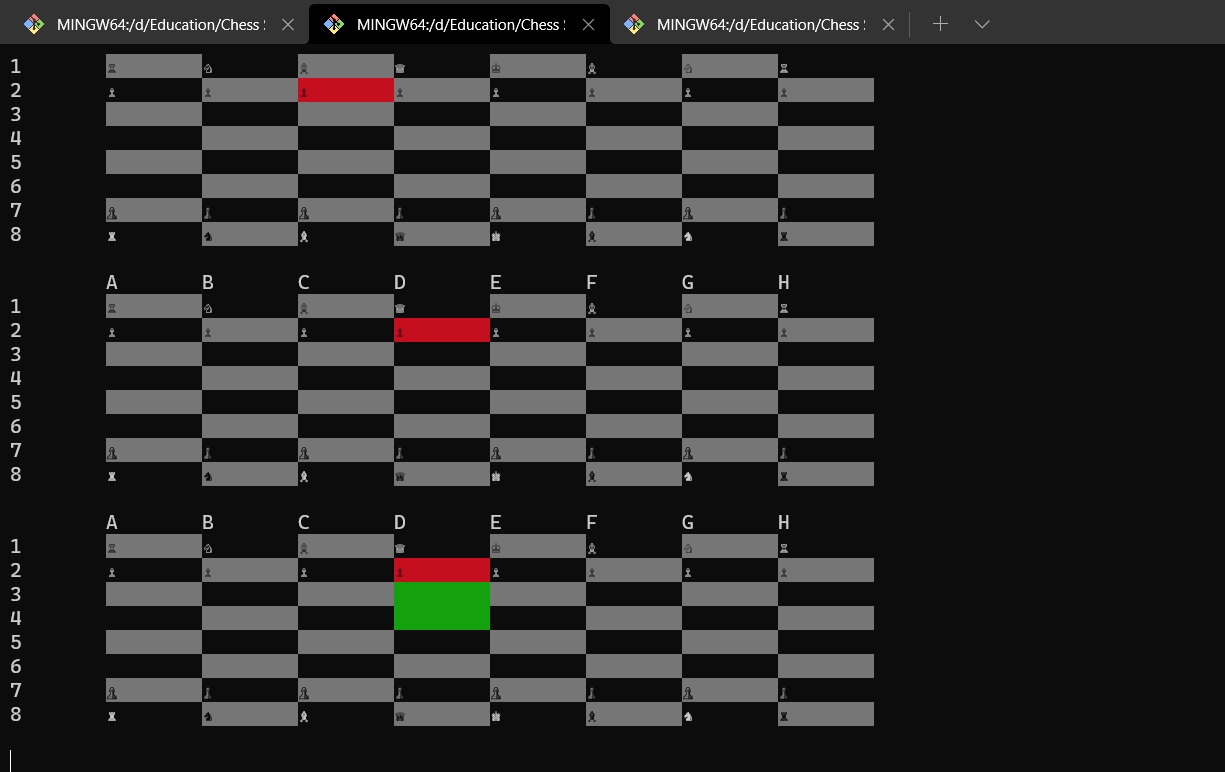 MINGW64:/d/Education/Chess MINGW64:/d/Education/Chess MINGW64:/d/Education/Chess
1 ♖ ♘ ♗ ♛ ♔ ♗ ♘ ♖
2 ♗ ♗ ♗ ♗ ♗ ♗ ♗ ♗
3
4
5
6
7 ♟ ♟ ♟ ♟ ♟ ♟ ♟ ♟
8 ♜ ♞ ♝ ♛ ♚ ♝ ♞ ♜
A B C D E F G H
1 ♖ ♘ ♗ ♛ ♔ ♗ ♘ ♖
2 ♗ ♗ ♗ ♗ ♗ ♗ ♗ ♗
3
4
5
6
7 ♟ ♟ ♟ ♟ ♟ ♟ ♟ ♟
8 ♜ ♞ ♝ ♛ ♚ ♝ ♞ ♜
A B C D E F G H
1 ♖ ♘ ♗ ♛ ♔ ♗ ♘ ♖
2 ♗ ♗ ♗ ♗ ♗ ♗ ♗ ♗
3
4
5
6
7 ♟ ♟ ♟ ♟ ♟ ♟ ♟ ♟
8 ♜ ♞ ♝ ♛ ♚ ♝ ♞ ♜